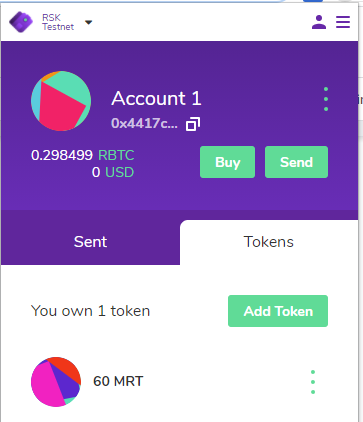 RSK
Testnet
Account 1
0x4417c...
0.298499 RBTC
0 USD
Buy
Send
Sent
Tokens
You own 1 token
Add Token
60 MRT